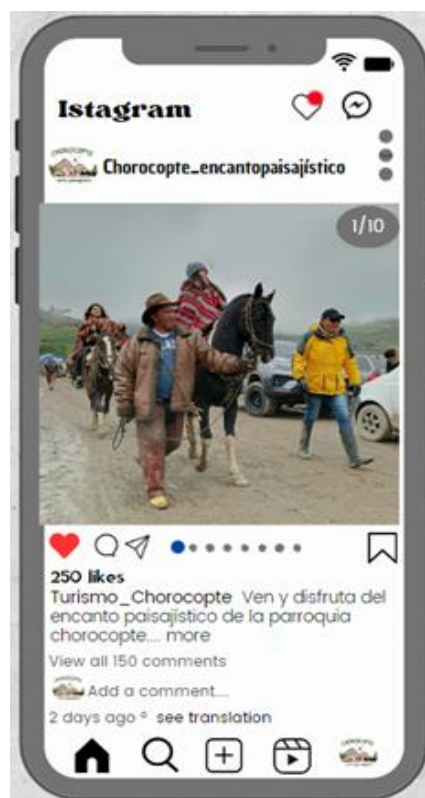 Istagram
CHOROCOPTE
Chorocopte_encantopaisajístico
1/10
250 likes
Turismo_Chorocopte Ven y disfruta del
encanto paisajístico de la parroquia
chorocopte.... more
View all 150 comments
Add a comment....
2 days ago ° see translation